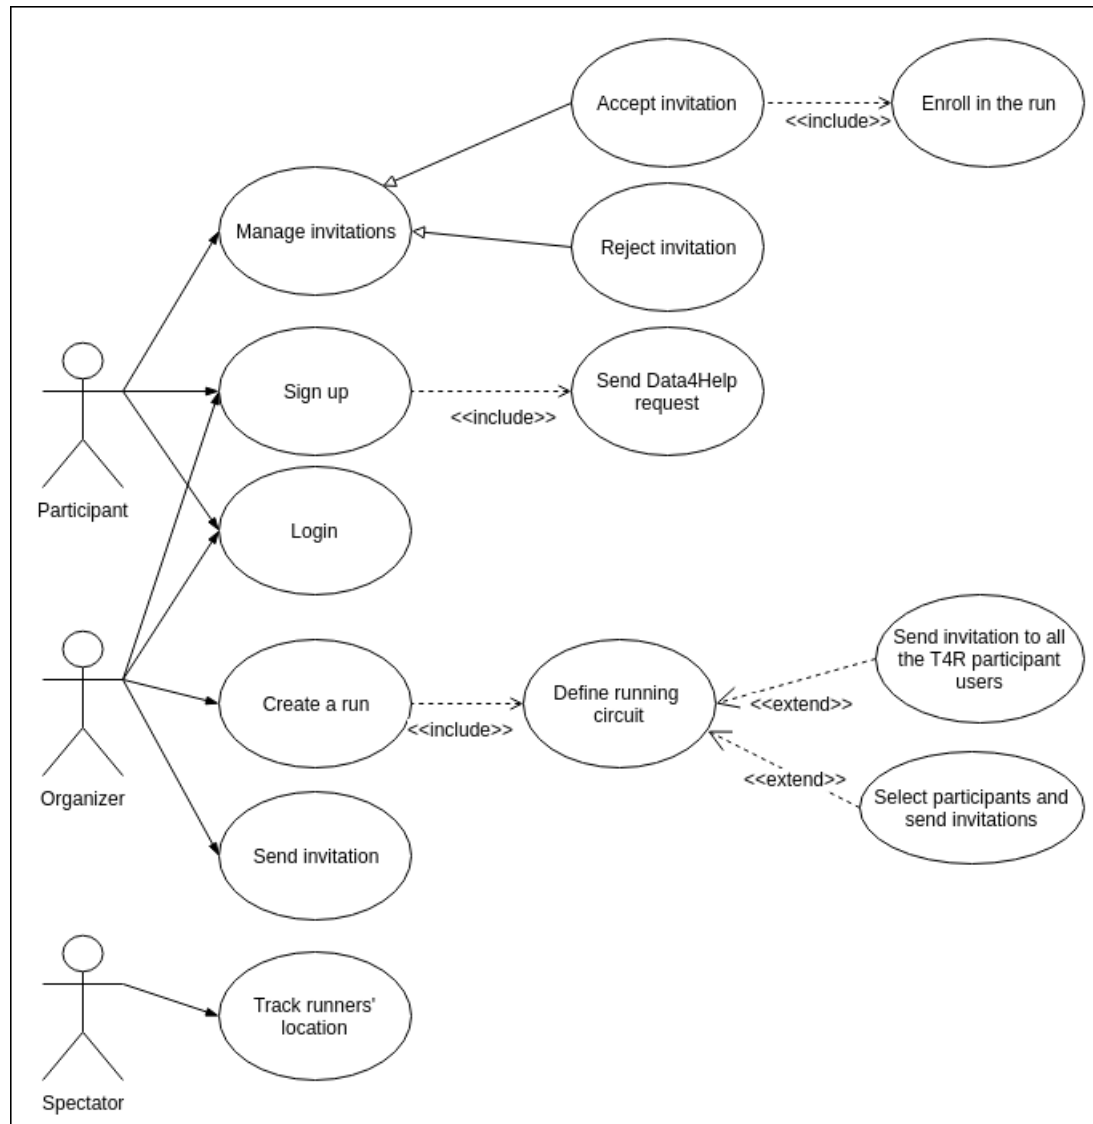 Accept invitation
<<include>>
Enroll in the run
Manage invitations
Reject invitation
Participant
Sign up
<<include>>
Send Data4Help
request
Login
Organizer
Create a run
<<include>>
Define running
circuit
<<extend>>
Send invitation to all
the T4R participant
users
<<extend>>
Select participants and
send invitations
Send invitation
Spectator
Track runners'
location